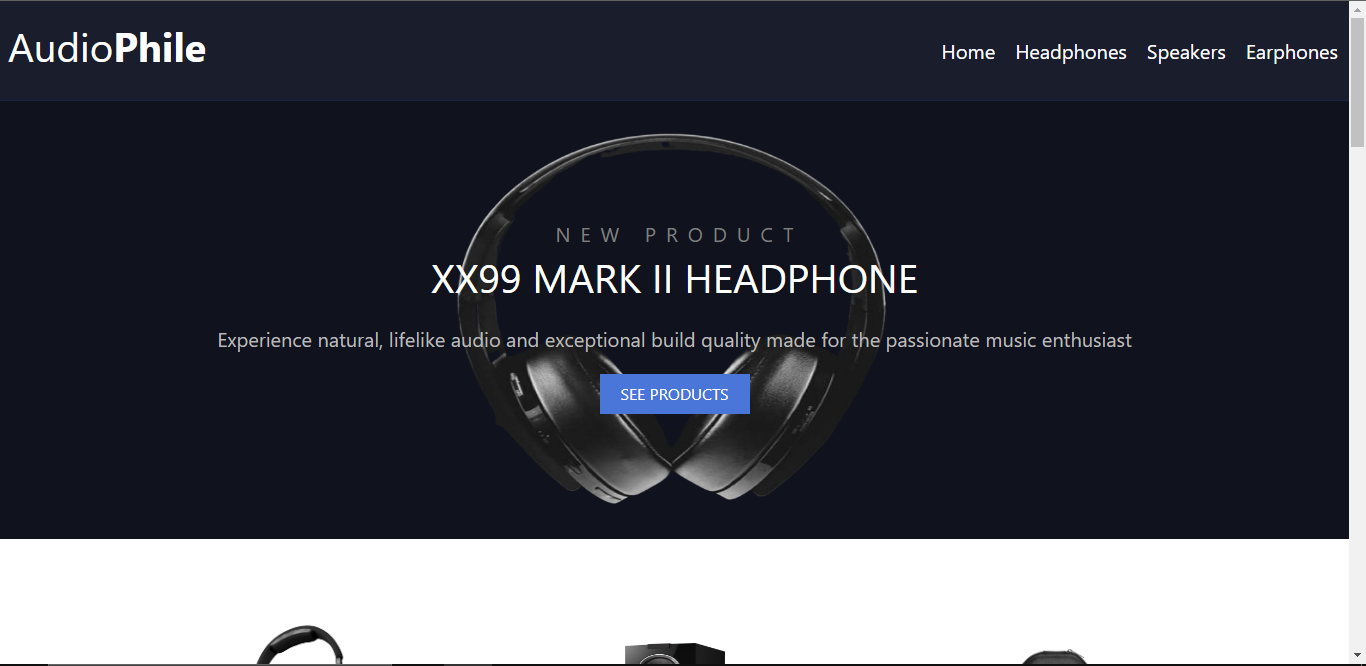 AudioPhile
Home Headphones Speakers Earphones
NEW PRODUCT
XX99 MARK II HEADPHONE
Experience natural, lifelike audio and exceptional build quality made for the passionate music enthusiast
SEE PRODUCTS